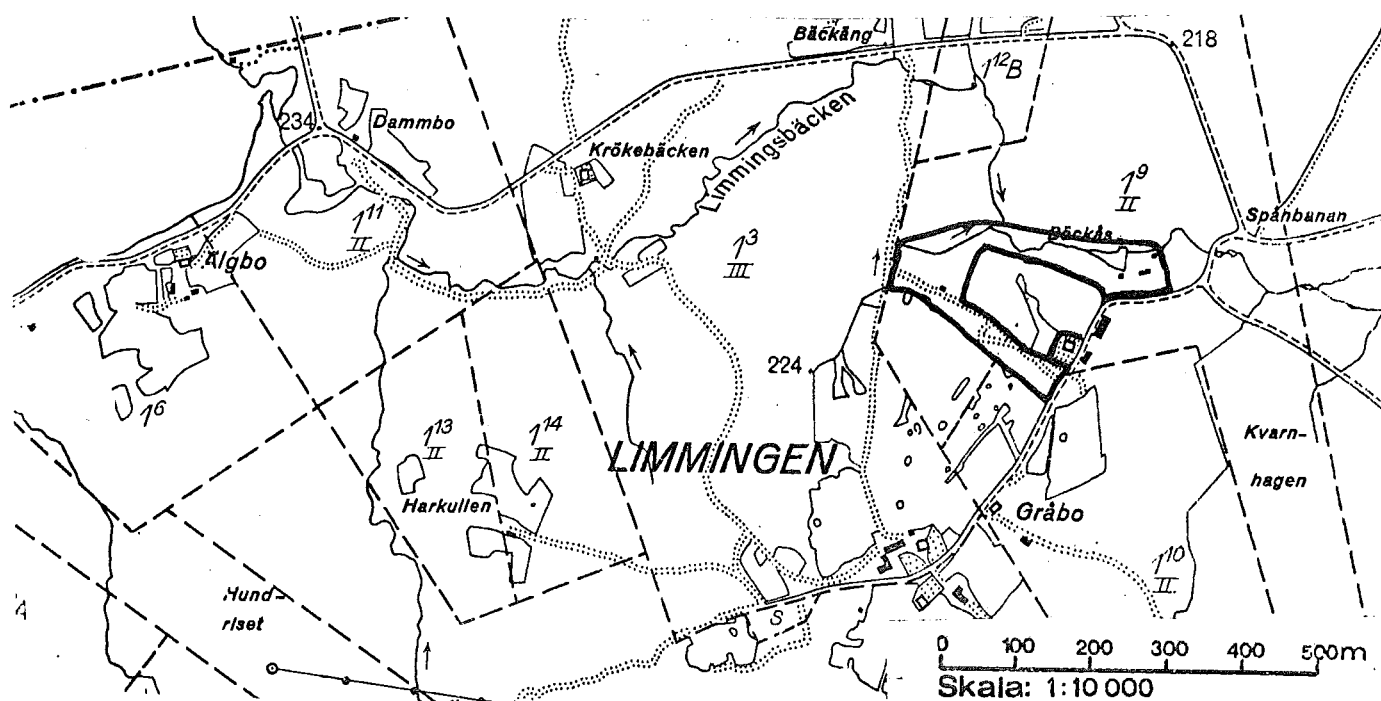 Bäckäng
218
1¹²B
234
Dammbo
Krökebäcken
Limmingsbäcken
1⁹
II
1¹¹
II
1³
III
Spånbanan
Bäckås
Älgbo
224
1⁶
1¹³
II
1¹⁴
II
LIMMINGEN
Kvarn-
hagen
Harkullen
Gråbo
1¹⁰
II
Hund-
riset
S
0 100 200 300 400 500m
Skala: 1:10 000